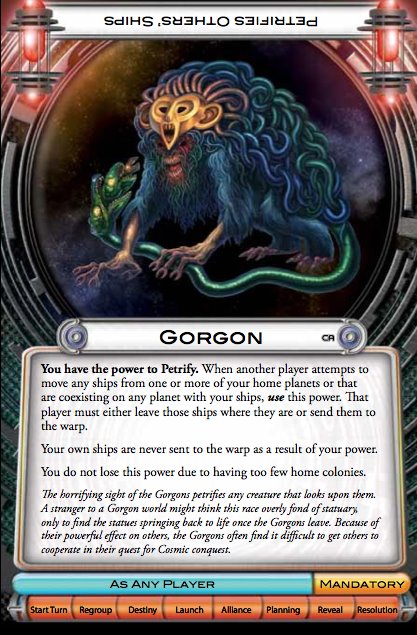 PETRIFIES OTHERS' SHIPS
GORGON
CA
You have the power to Petrify. When another player attempts to
move any ships from one or more of your home planets or that
are coexisting on any planet with your ships, use this power. That
player must either leave those ships where they are or send them to
the warp.
Your own ships are never sent to the warp as a result of your power.
You do not lose this power due to having too few home colonies.
The horrifying sight of the Gorgons petrifies any creature that looks upon them.
A stranger to a Gorgon world might think this race overly fond of statuary,
only to find the statues springing back to life once the Gorgons leave. Because of
their powerful effect on others, the Gorgons often find it difficult to get others to
cooperate in their quest for Cosmic conquest.
AS ANY PLAYER MANDATORY
Start Turn Regroup Destiny Launch Alliance Planning Reveal Resolution